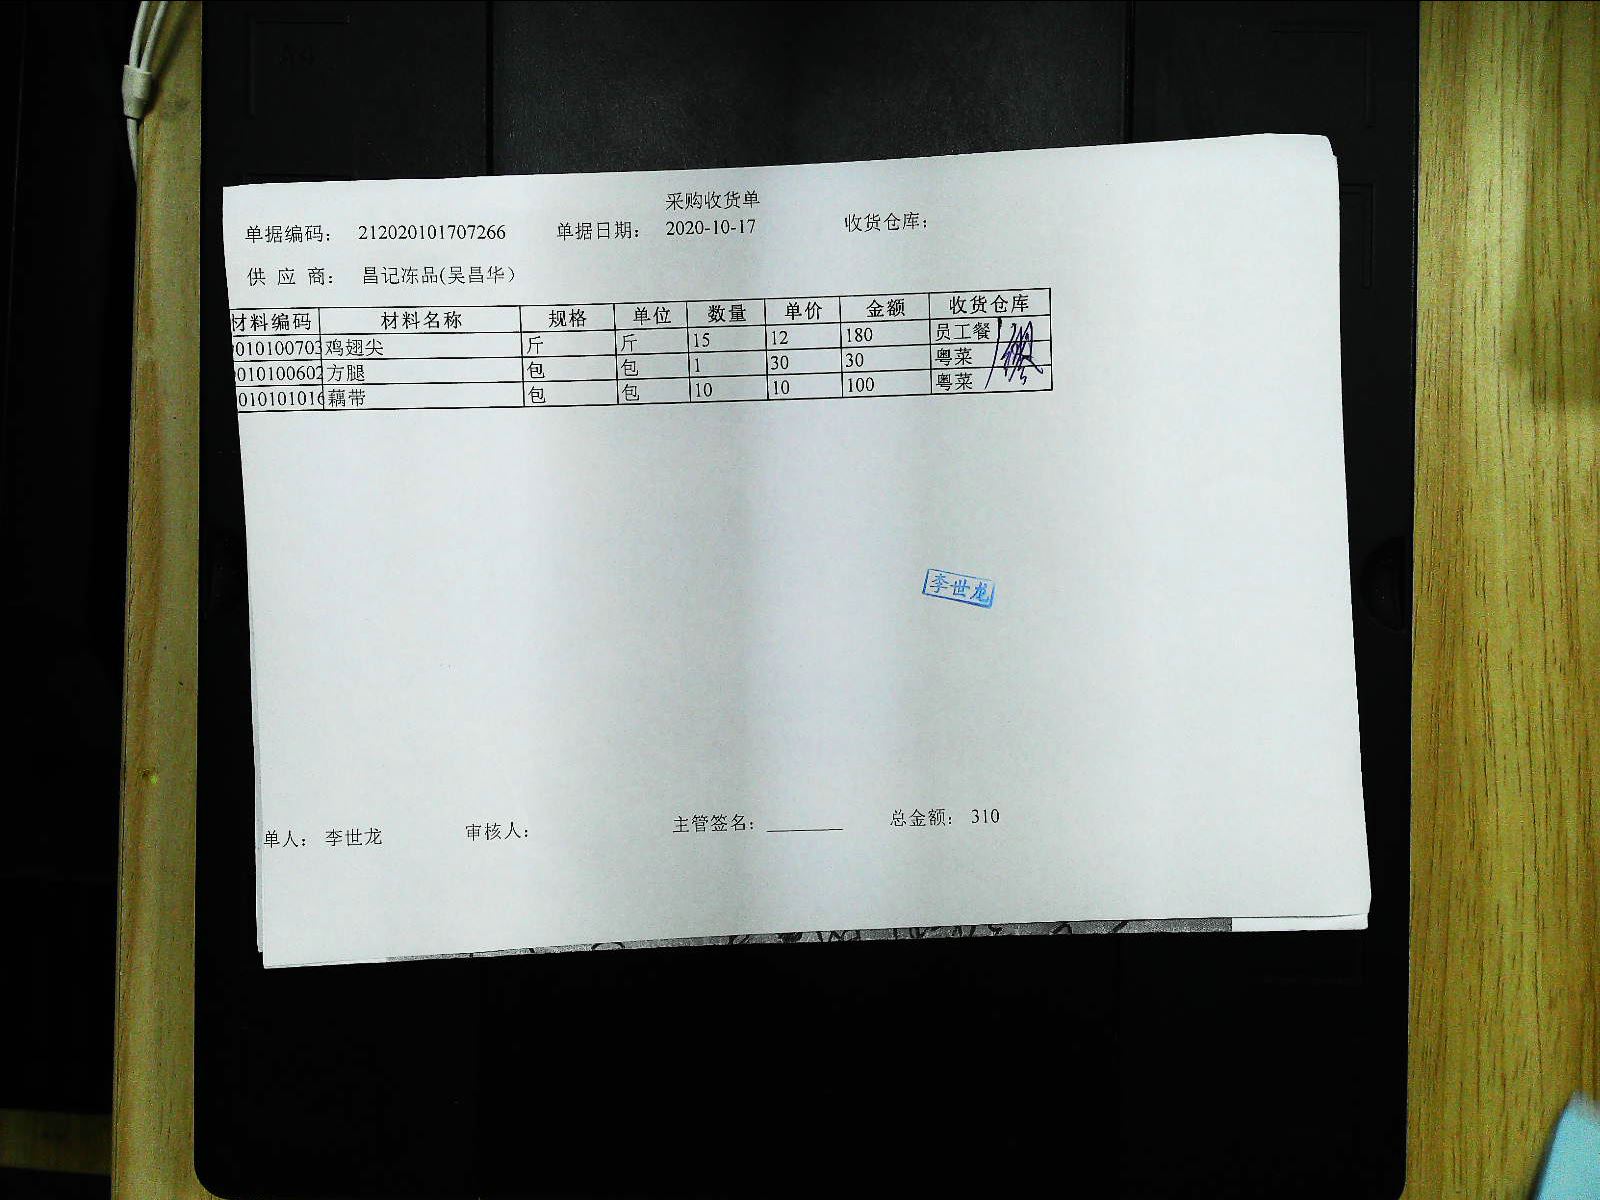 采购收货单
单据编码： 212020101707266 单据日期： 2020-10-17 收货仓库：
供 应 商： 昌记冻品(吴昌华）
材料编码 材料名称 规格 单位 数量 单价 金额 收货仓库
010100703 鸡翅尖 斤 斤 15 12 180 员工餐
010100602 方腿 包 包 1 30 30 粤菜
010101016 藕带 包 包 10 10 100 粤菜
李世龙
单人： 李世龙 审核人： 主管签名： 总金额： 310